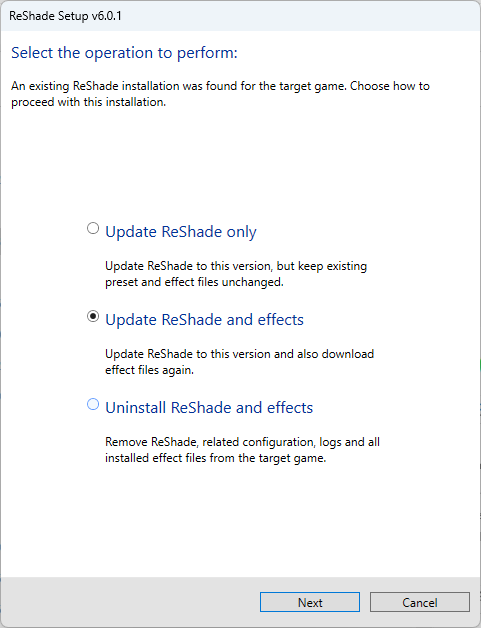 ReShade Setup v6.0.1
Select the operation to perform:
An existing ReShade installation was found for the target game. Choose how to
proceed with this installation.
Update ReShade only
Update ReShade to this version, but keep existing
preset and effect files unchanged.
Update ReShade and effects
Update ReShade to this version and also download
effect files again.
Uninstall ReShade and effects
Remove ReShade, related configuration, logs and all
installed effect files from the target game.
Next
Cancel